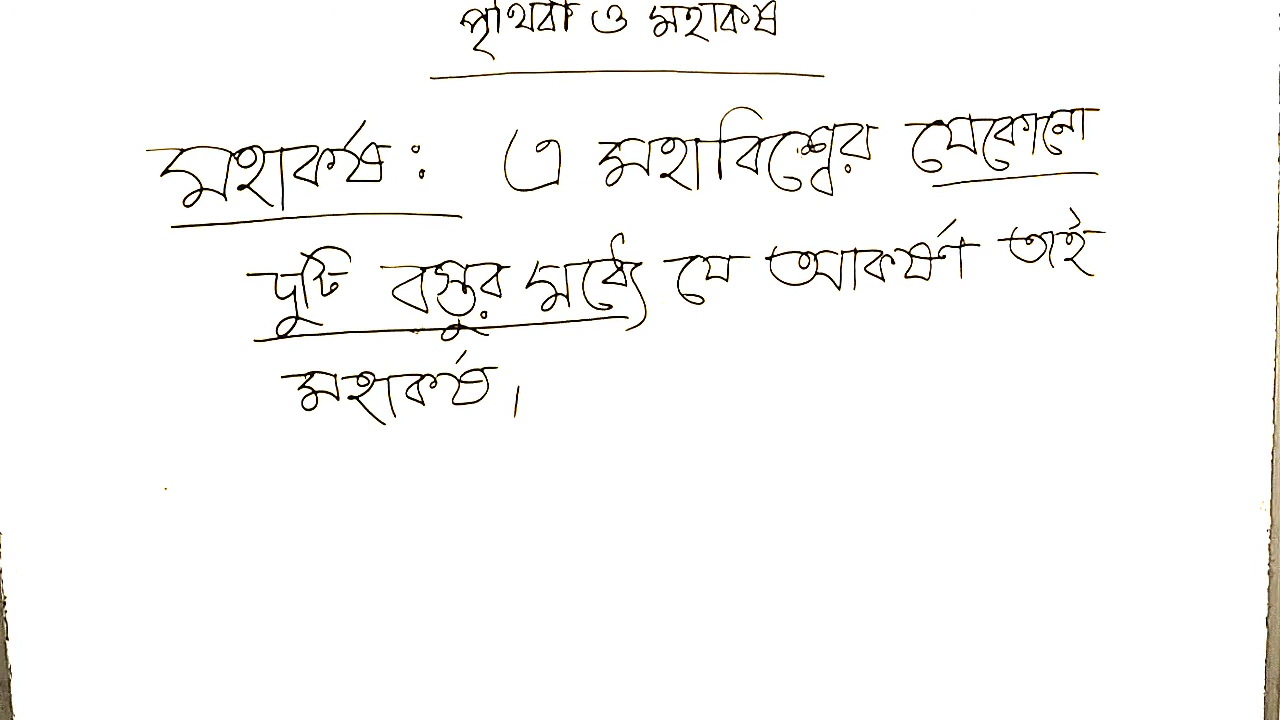 পৃথিবী ও মহাকর্ষ
মহাকর্ষ : এ মহাবিশ্বের যেকোনো
দুটি বস্তুর মধ্যে যে আকর্ষণ তাই
মহাকর্ষ।